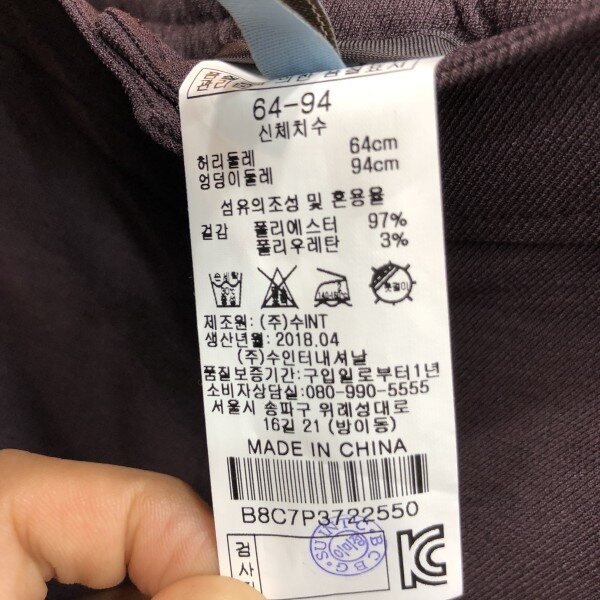 64-94
신체치수
허리둘레 64cm
엉덩이둘레 94cm
섬유의조성 및 혼용율
겉감 폴리에스터 97%
폴리우레탄 3%
제조원: (주)수INT
생산년월: 2018.04
(주)수인터내셔날
품질보증기간: 구입일로부터1년
소비자상담: 080-990-5555
서울시 송파구 위례성대로
16길 21 (방이동)
MADE IN CHINA
B8C7P3722550
검사
SUINTC.BCBG